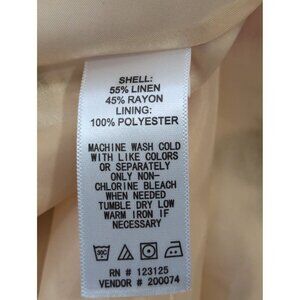 SHELL:
55% LINEN
45% RAYON
LINING:
100% POLYESTER
MACHINE WASH COLD
WITH LIKE COLORS
OR SEPARATELY
ONLY NON-
CHLORINE BLEACH
WHEN NEEDED
TUMBLE DRY LOW
WARM IRON IF
NECESSARY
30C
RN # 123125
VENDOR # 200074